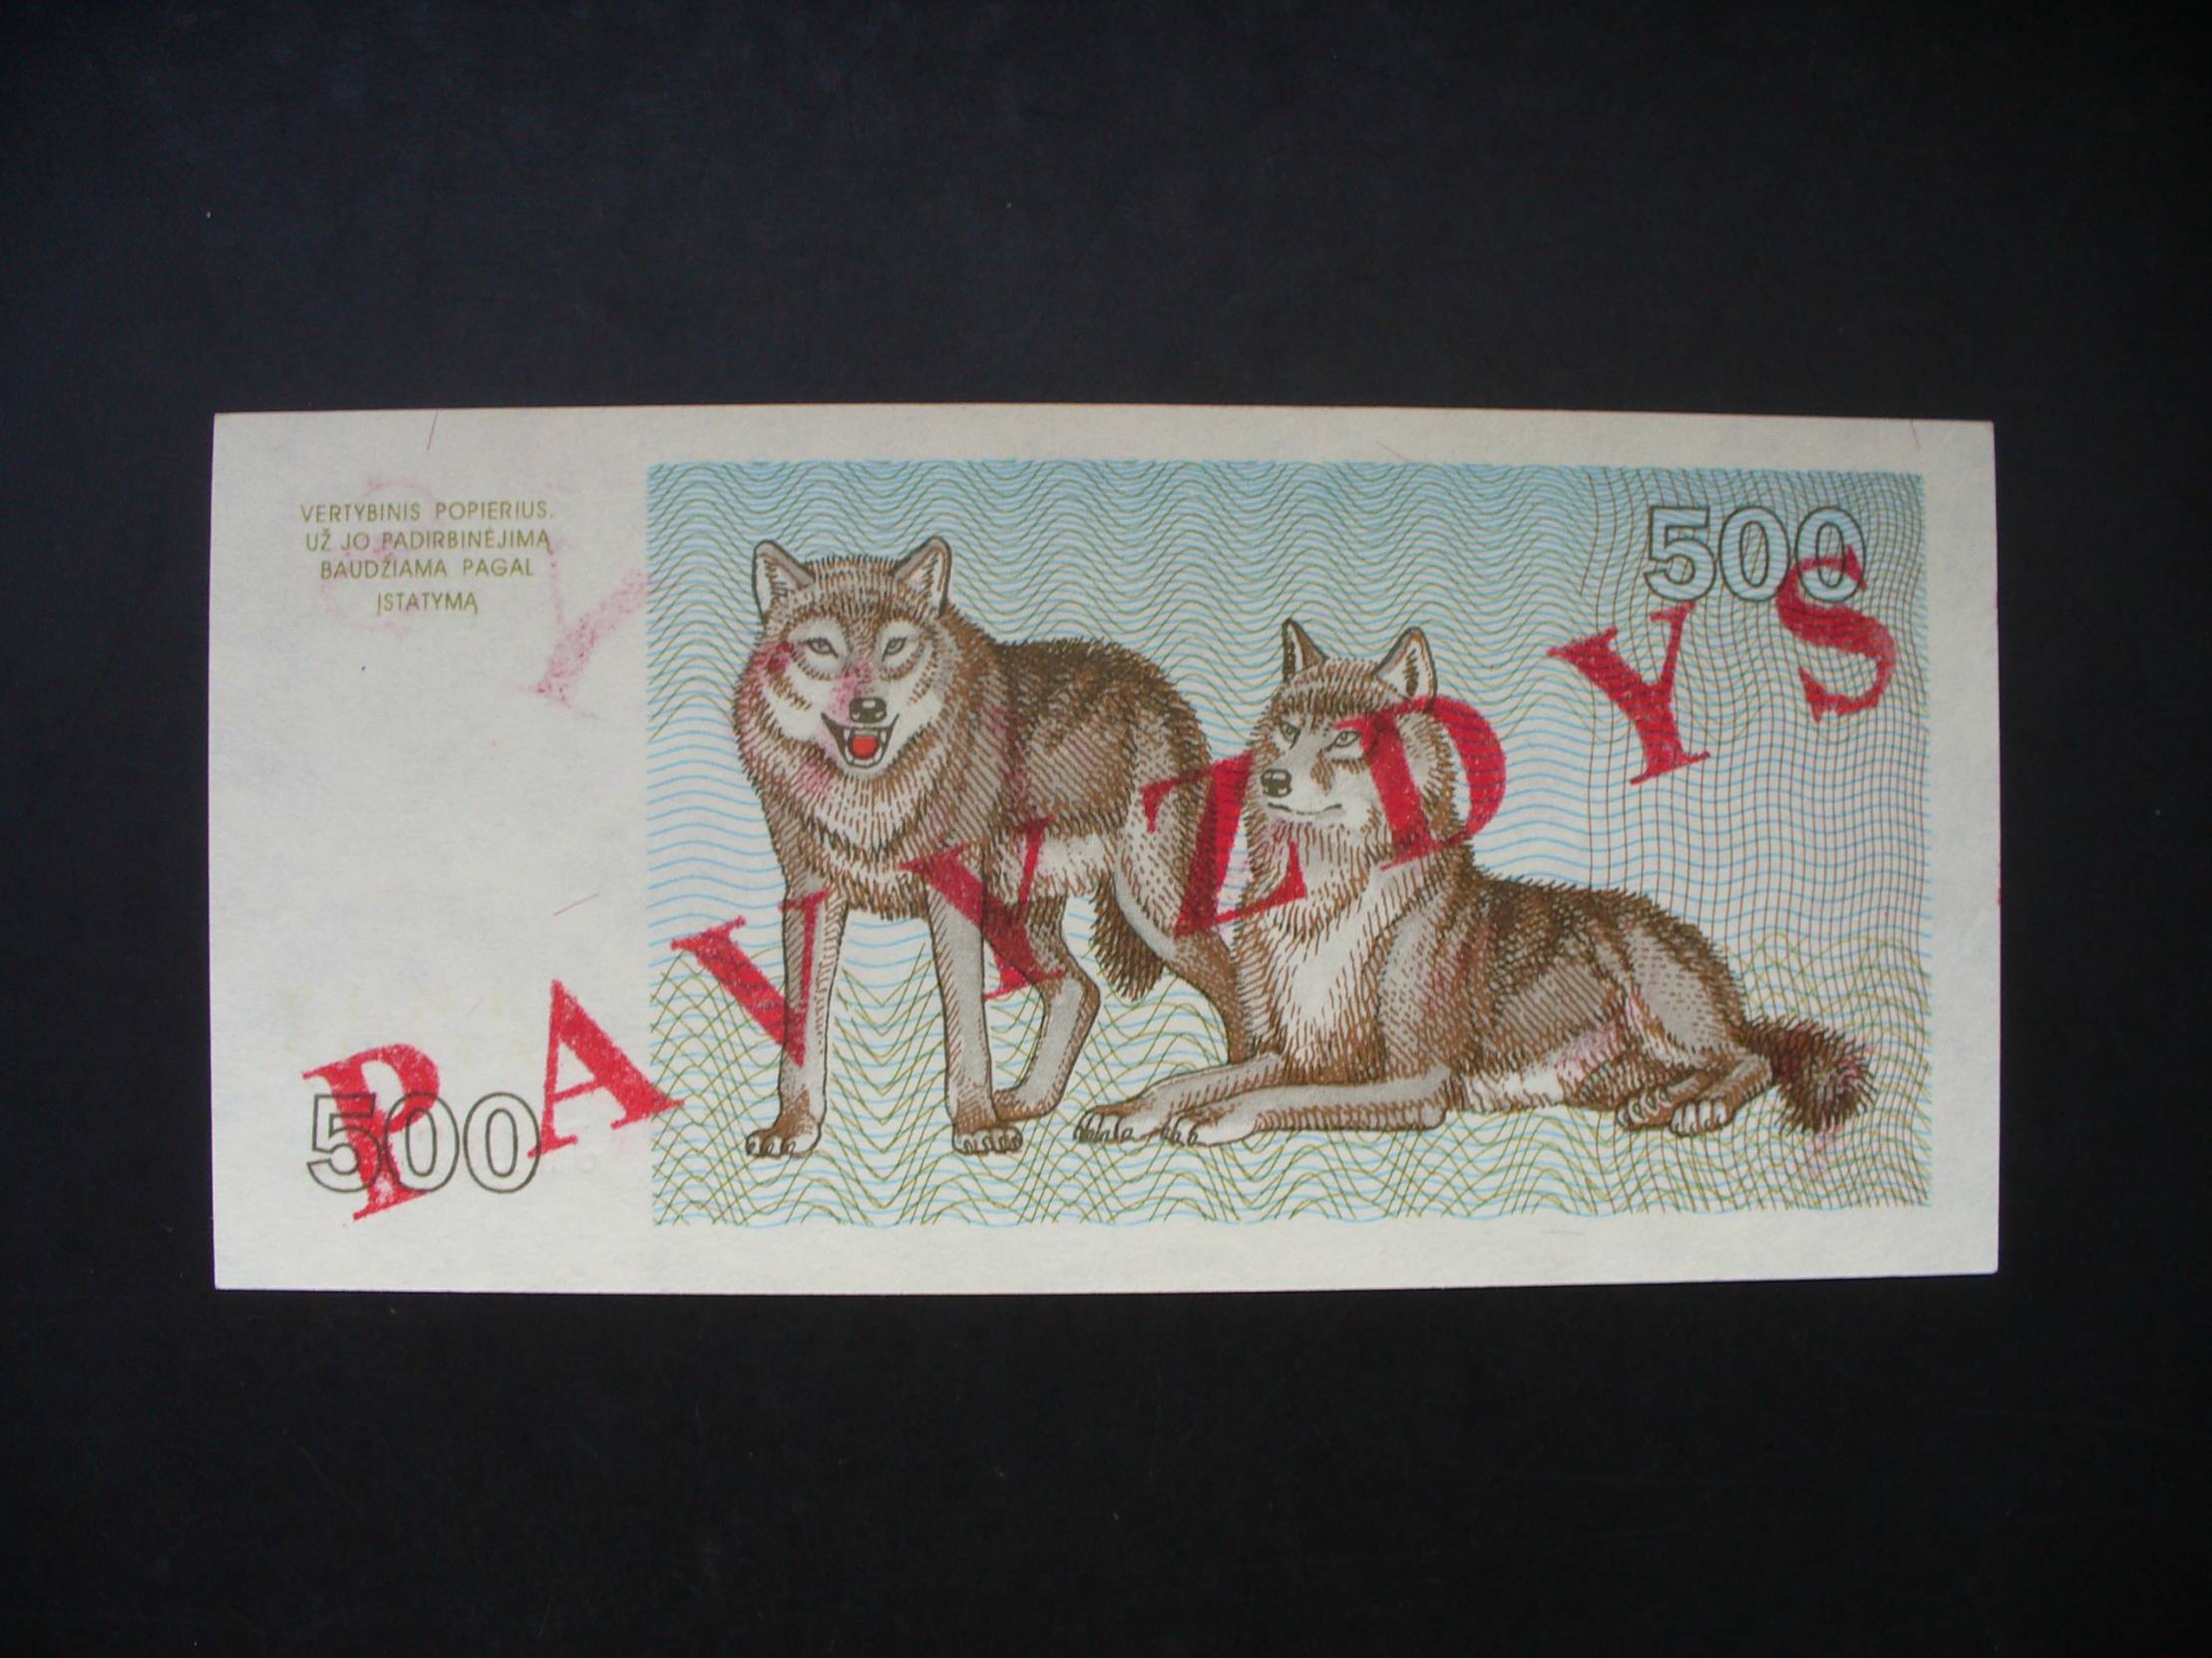 VERTYBINIS POPIERIUS.
UŽ JO PADIRBINĖJIMĄ
BAUDŽIAMA PAGAL
ĮSTATYMĄ
500
PAVYZDYS
500